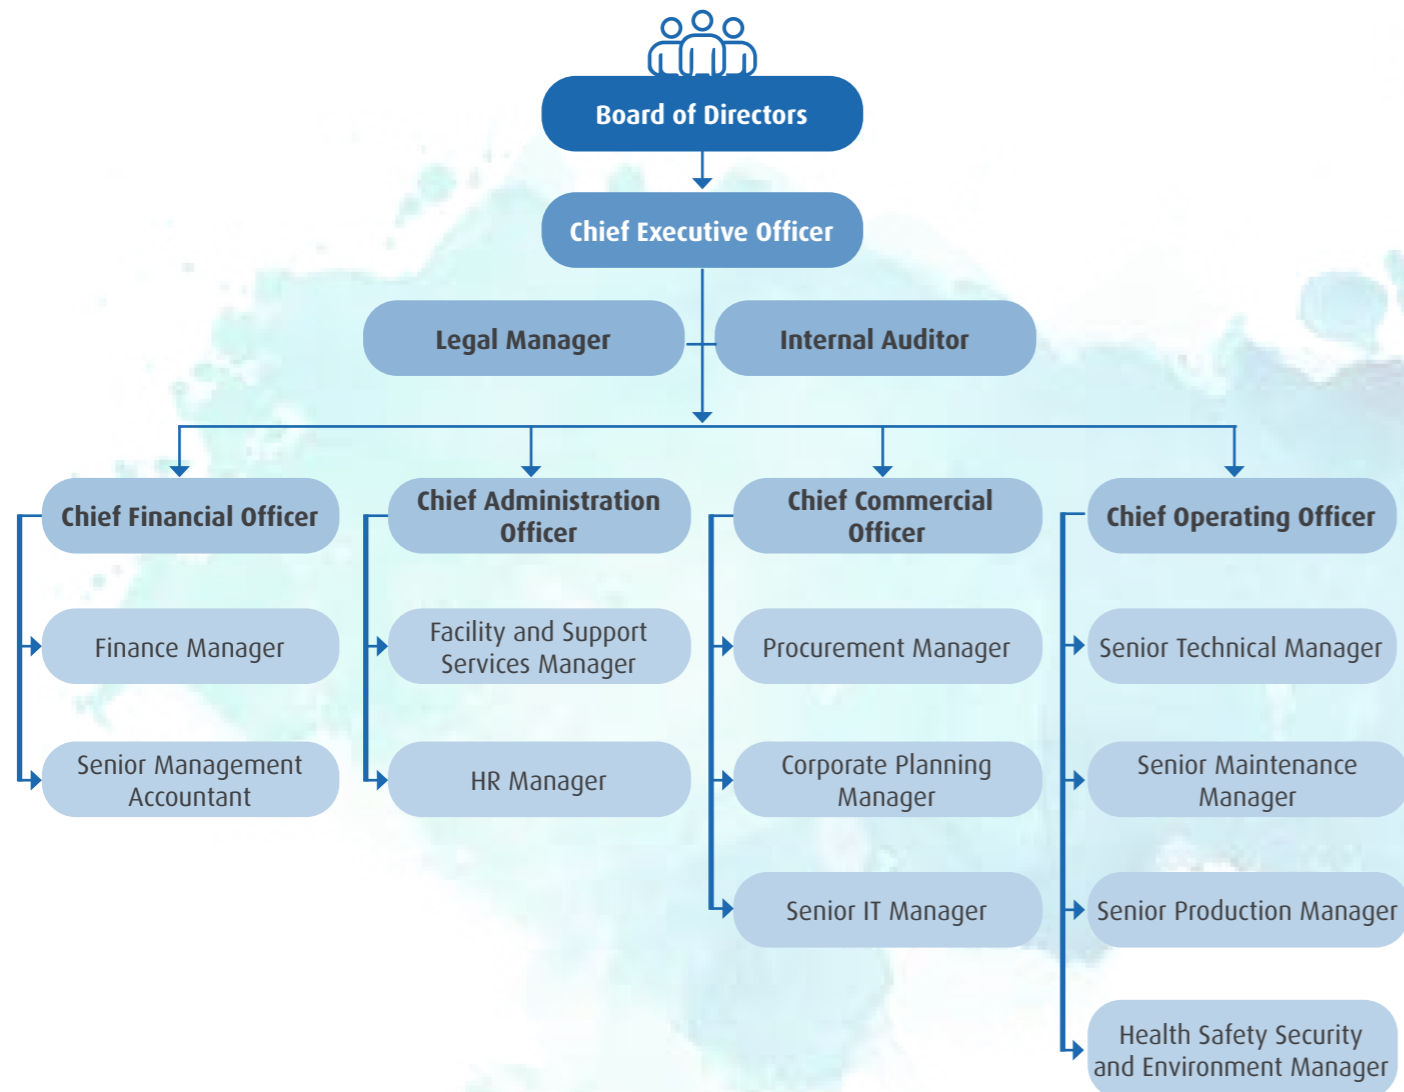 Board of Directors
Chief Executive Officer
Legal Manager
Internal Auditor
Chief Financial Officer
Chief Administration
Officer
Chief Commercial
Officer
Chief Operating Officer
Finance Manager
Facility and Support
Services Manager
Procurement Manager
Senior Technical Manager
Senior Management
Accountant
HR Manager
Corporate Planning
Manager
Senior Maintenance
Manager
Senior IT Manager
Senior Production Manager
Health Safety Security
and Environment Manager